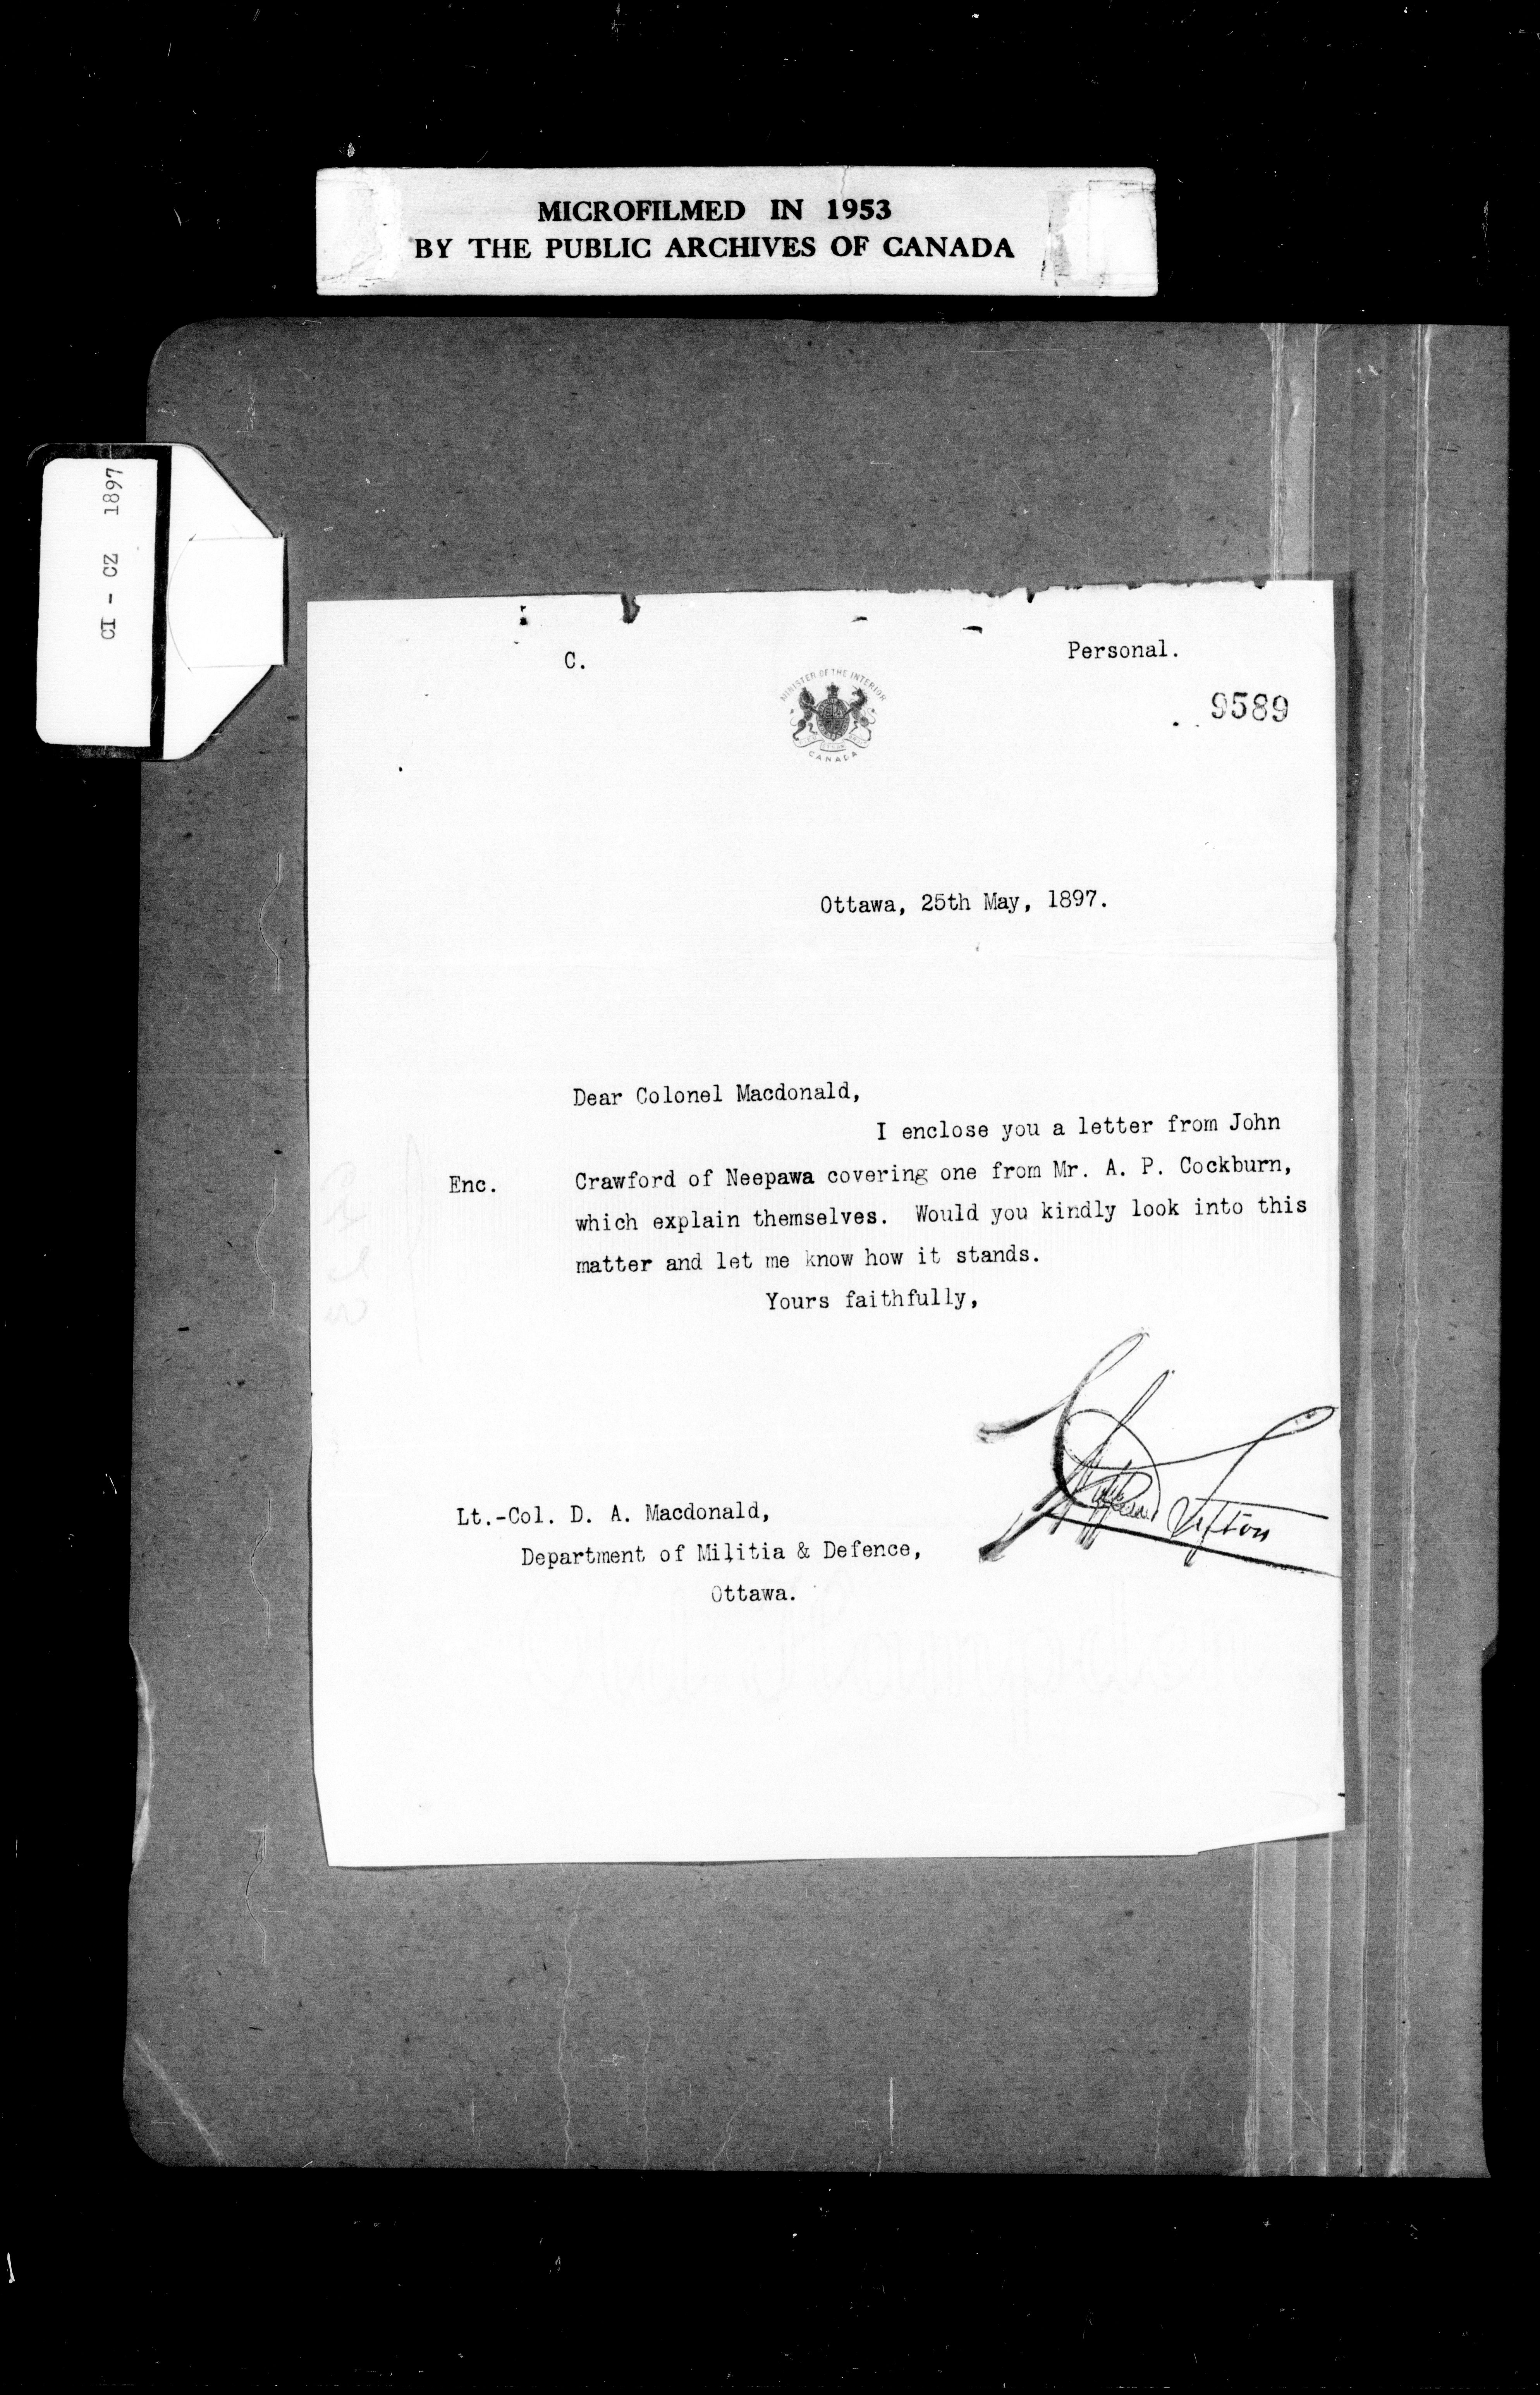 MICROFILMED IN 1953
BY THE PUBLIC ARCHIVES OF CANADA
CI - CZ 1897
C.
Personal.
MINISTER OF THE INTERIOR
CANADA
9589
Ottawa, 25th May, 1897.
Dear Colonel Macdonald,
I enclose you a letter from John
Enc. Crawford of Neepawa covering one from Mr. A. P. Cockburn,
which explain themselves. Would you kindly look into this
matter and let me know how it stands.
Yours faithfully,
Sifton
Lt.-Col. D. A. Macdonald,
Department of Militia & Defence,
Ottawa.